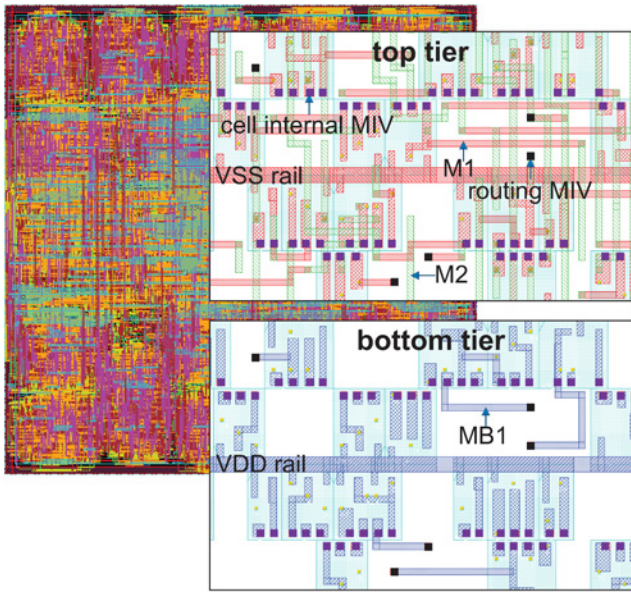 top tier
cell internal MIV
M1
VSS rail
routing MIV
M2
bottom tier
MB1
VDD rail